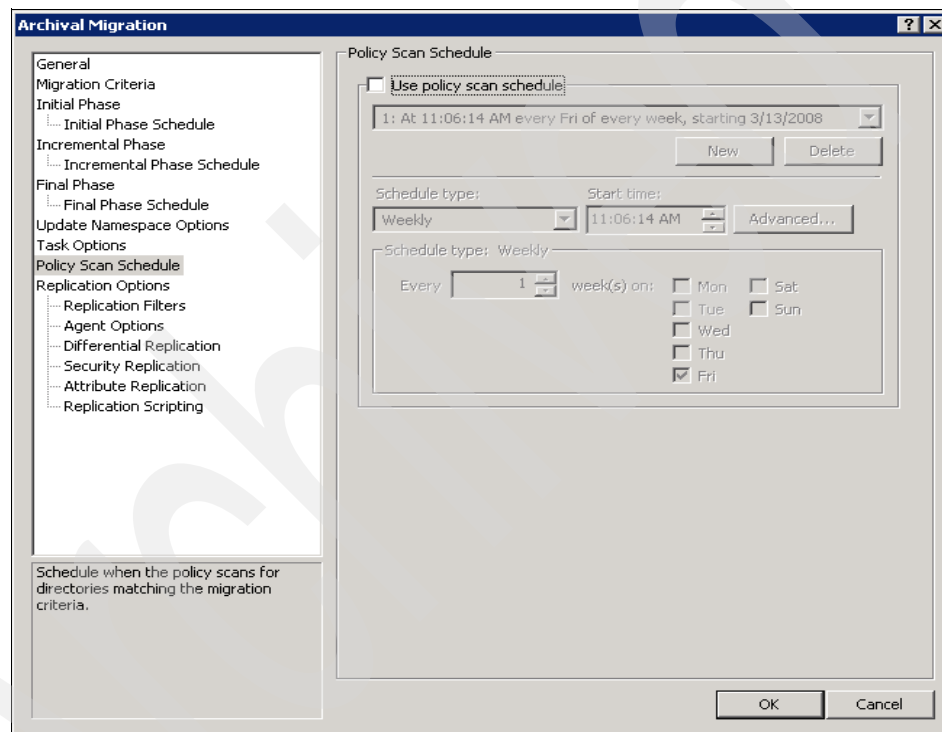 Archival Migration
General
Migration Criteria
Initial Phase
Initial Phase Schedule
Incremental Phase
Incremental Phase Schedule
Final Phase
Final Phase Schedule
Update Namespace Options
Task Options
Policy Scan Schedule
Replication Options
Replication Filters
Agent Options
Differential Replication
Security Replication
Attribute Replication
Replication Scripting
Schedule when the policy scans for
directories matching the migration
criteria.
Policy Scan Schedule
Use policy scan schedule
1: At 11:06:14 AM every Fri of every week, starting 3/13/2008
New Delete
Schedule type: Start time:
Weekly 11:06:14 AM Advanced...
Schedule type: Weekly
Every 1 week(s) on: Mon Sat
Tue Sun
Wed
Thu
Fri
OK Cancel